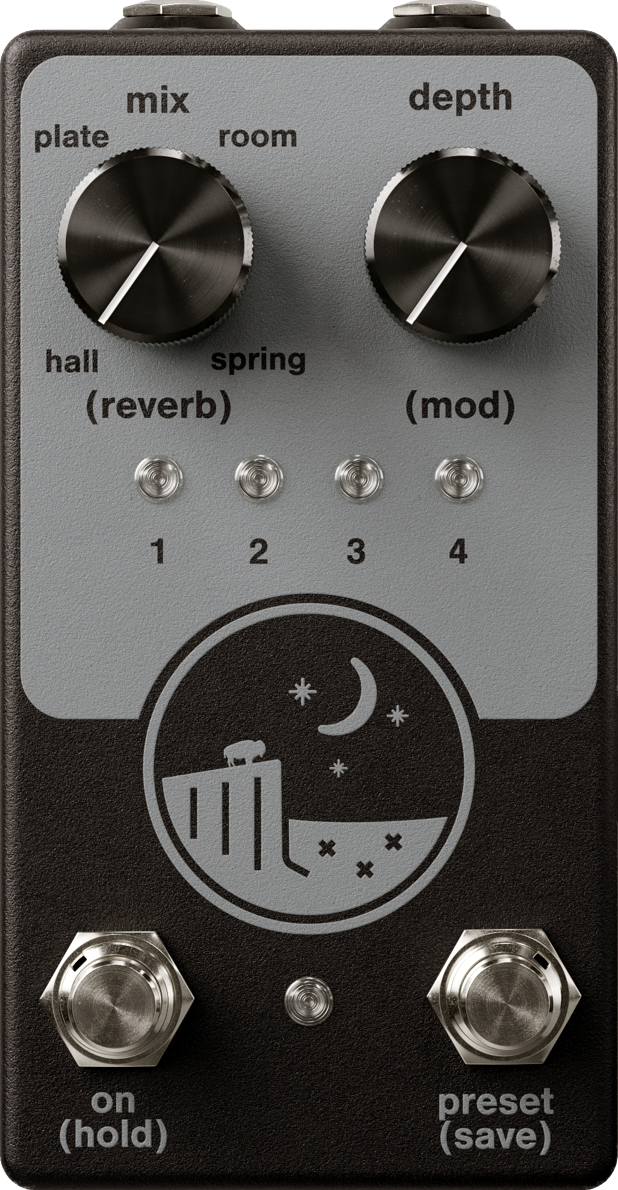 mix
depth
plate
room
hall
spring
(reverb)
(mod)
1
2
3
4
on
(hold)
preset
(save)